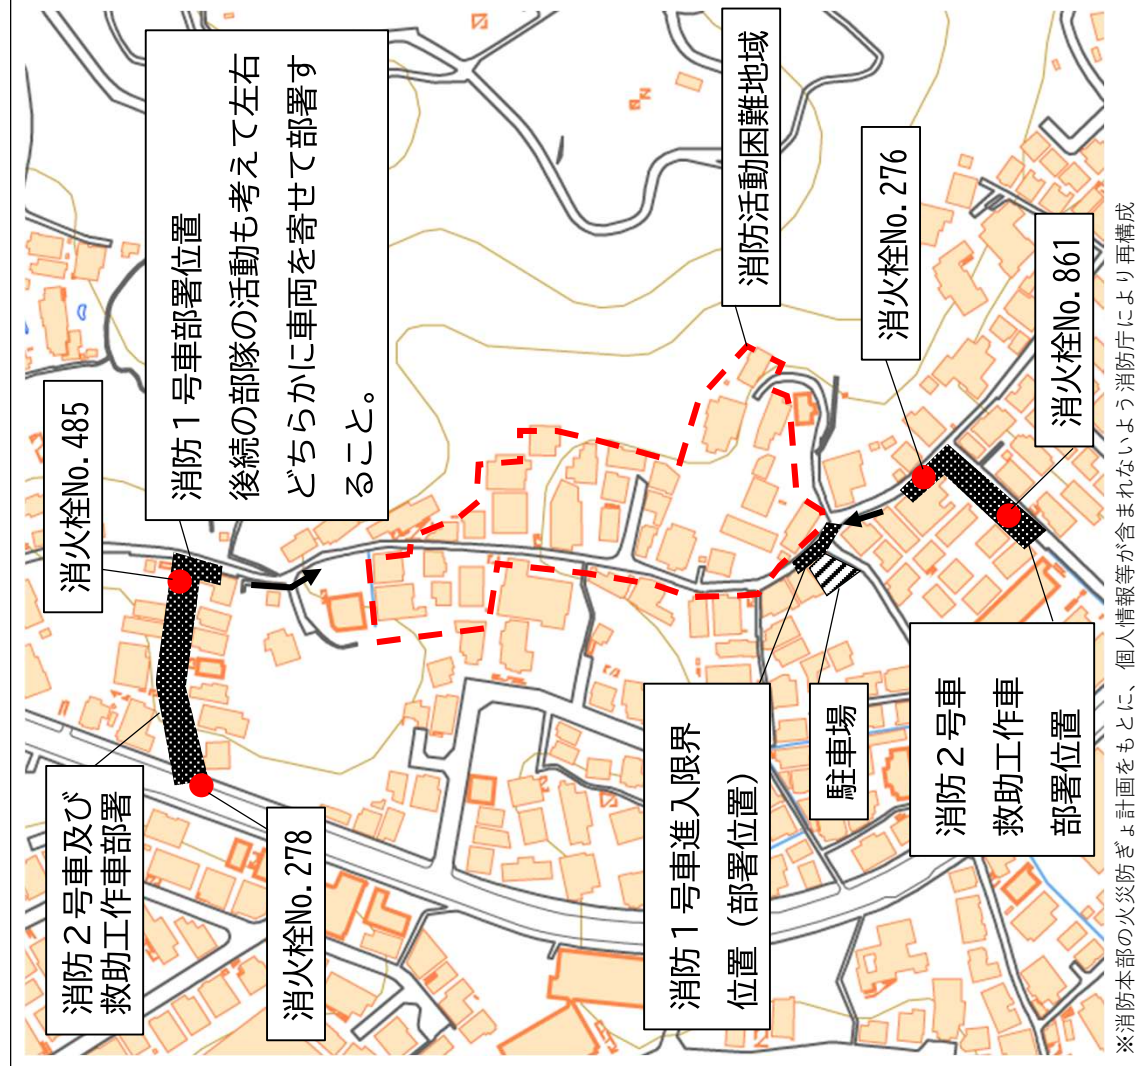 消火栓No.485
消防１号車部署位置
後続の部隊の活動も考えて左右
どちらかに車両を寄せて部署す
ること。
消防活動困難地域
消火栓No.276
消火栓No.861
消防２号車及び
救助工作車部署
消火栓No.278
消防１号車進入限界
位置（部署位置）
駐車場
消防２号車
救助工作車
部署位置
※消防本部の火災防ぎょ計画をもとに、個人情報等が含まれないよう消防庁により再構成